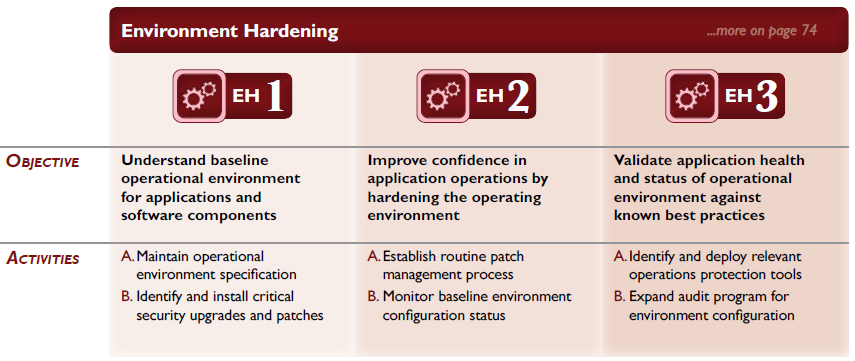 Environment Hardening
...more on page 74
EH 1
EH 2
EH 3
OBJECTIVE
Understand baseline
operational environment
for applications and
software components
Improve confidence in
application operations by
hardening the operating
environment
Validate application health
and status of operational
environment against
known best practices
ACTIVITIES
A. Maintain operational
environment specification
B. Identify and install critical
security upgrades and patches
A. Establish routine patch
management process
B. Monitor baseline environment
configuration status
A. Identify and deploy relevant
operations protection tools
B. Expand audit program for
environment configuration